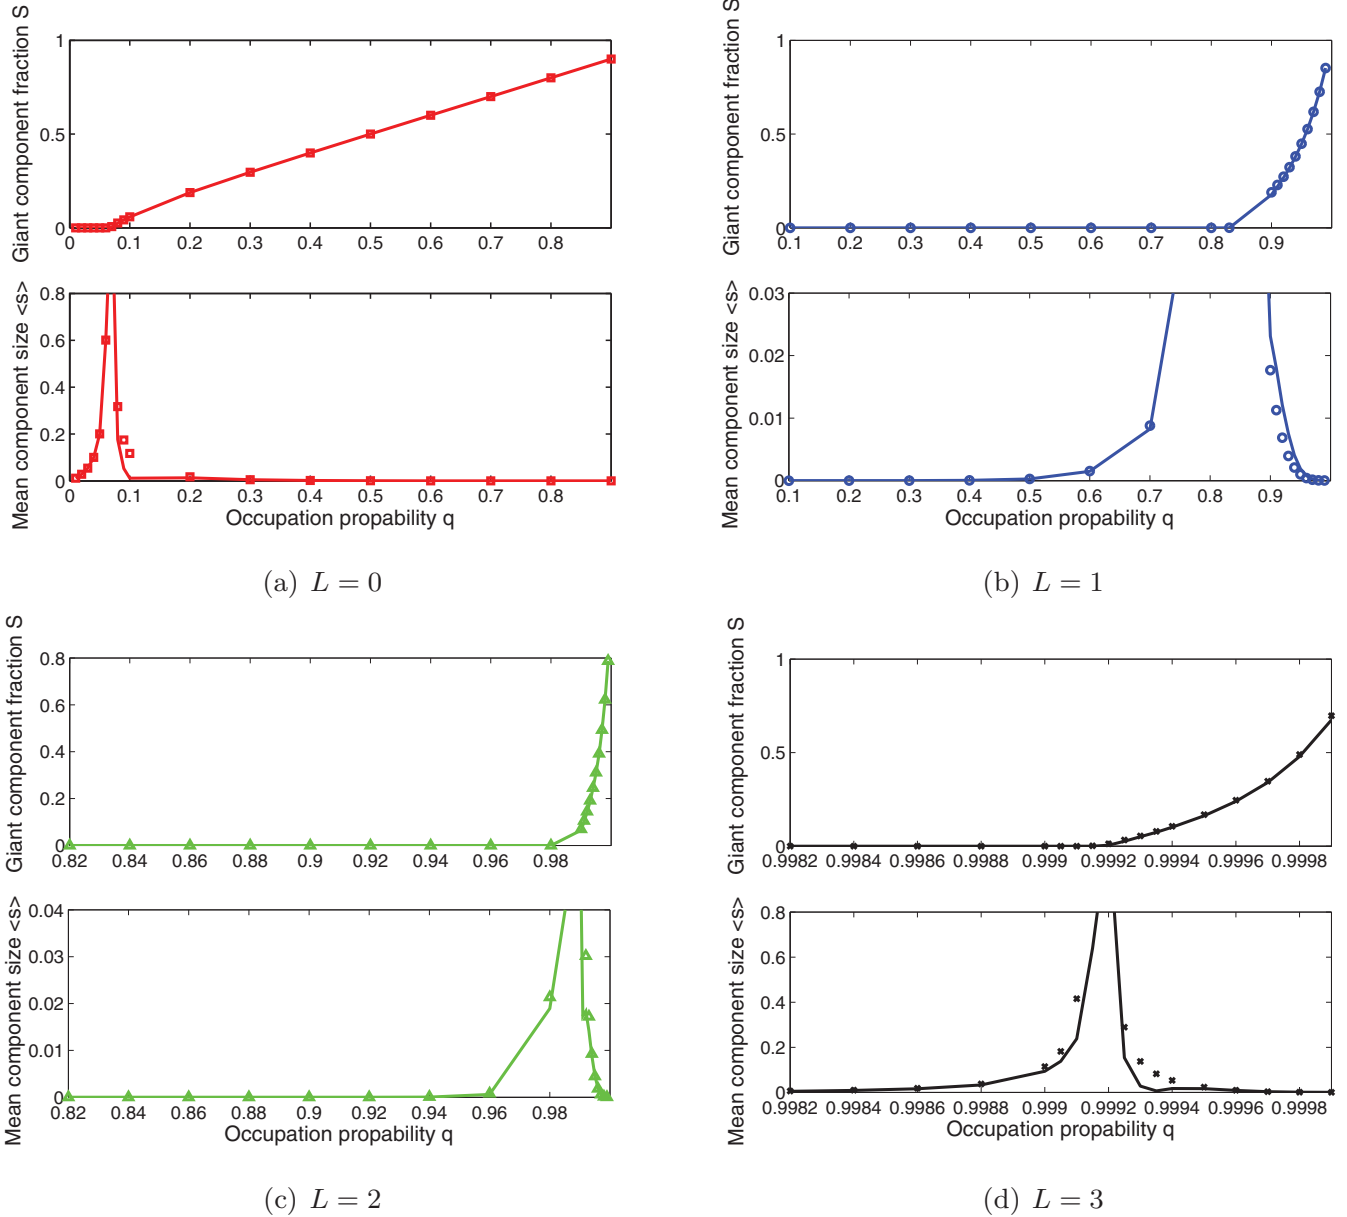 Giant component fraction S
1
0.5
0
0 0.1 0.2 0.3 0.4 0.5 0.6 0.7 0.8
Mean component size <s>
0.8
0.6
0.4
0.2
0
0 0.1 0.2 0.3 0.4 0.5 0.6 0.7 0.8
Occupation propability q
(a) L = 0
Giant component fraction S
1
0.5
0
0.1 0.2 0.3 0.4 0.5 0.6 0.7 0.8 0.9
Mean component size <s>
0.03
0.02
0.01
0
0.1 0.2 0.3 0.4 0.5 0.6 0.7 0.8 0.9
Occupation propability q
(b) L = 1
Giant component fraction S
0.8
0.6
0.4
0.2
0
0.82 0.84 0.86 0.88 0.9 0.92 0.94 0.96 0.98
Mean component size <s>
0.04
0.03
0.02
0.01
0
0.82 0.84 0.86 0.88 0.9 0.92 0.94 0.96 0.98
Occupation propability q
(c) L = 2
Giant component fraction S
1
0.5
0
0.9982 0.9984 0.9986 0.9988 0.999 0.9992 0.9994 0.9996 0.9998
Mean component size <s>
0.8
0.6
0.4
0.2
0
0.9982 0.9984 0.9986 0.9988 0.999 0.9992 0.9994 0.9996 0.9998
Occupation propability q
(d) L = 3